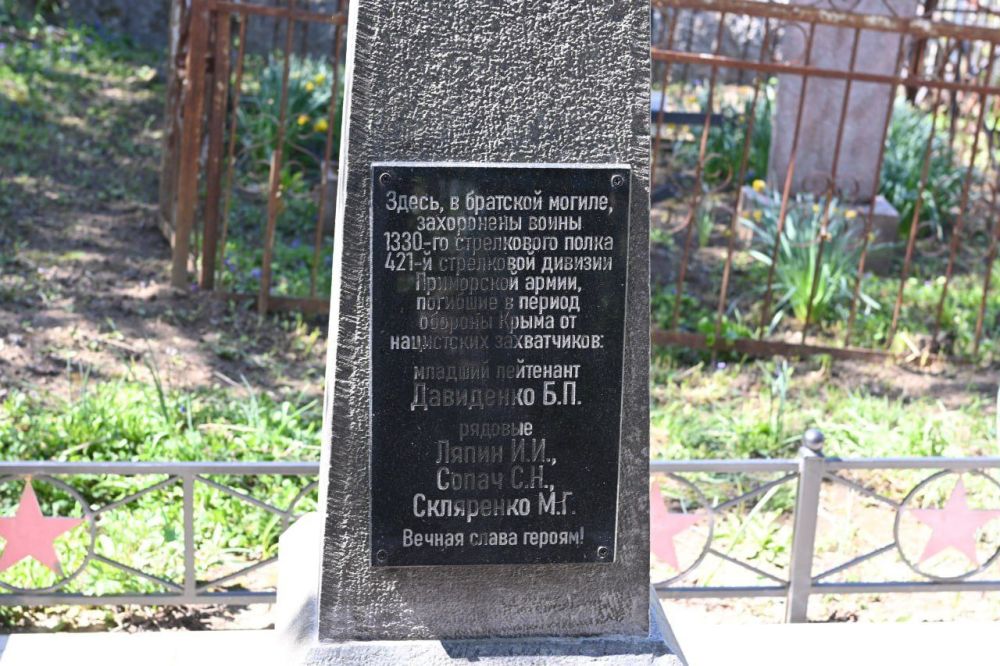 Здесь, в братской могиле,
захоронены воины
1330-го стрелкового полка
421-й стрелковой дивизии
Приморской армии,
погибшие в период
обороны Крыма от
нацистских захватчиков:
младший лейтенант
Давиденко Б.П.
рядовые
Ляпин И.И.,
Сопач С.Н.,
Скляренко М.Г.
Вечная слава героям!